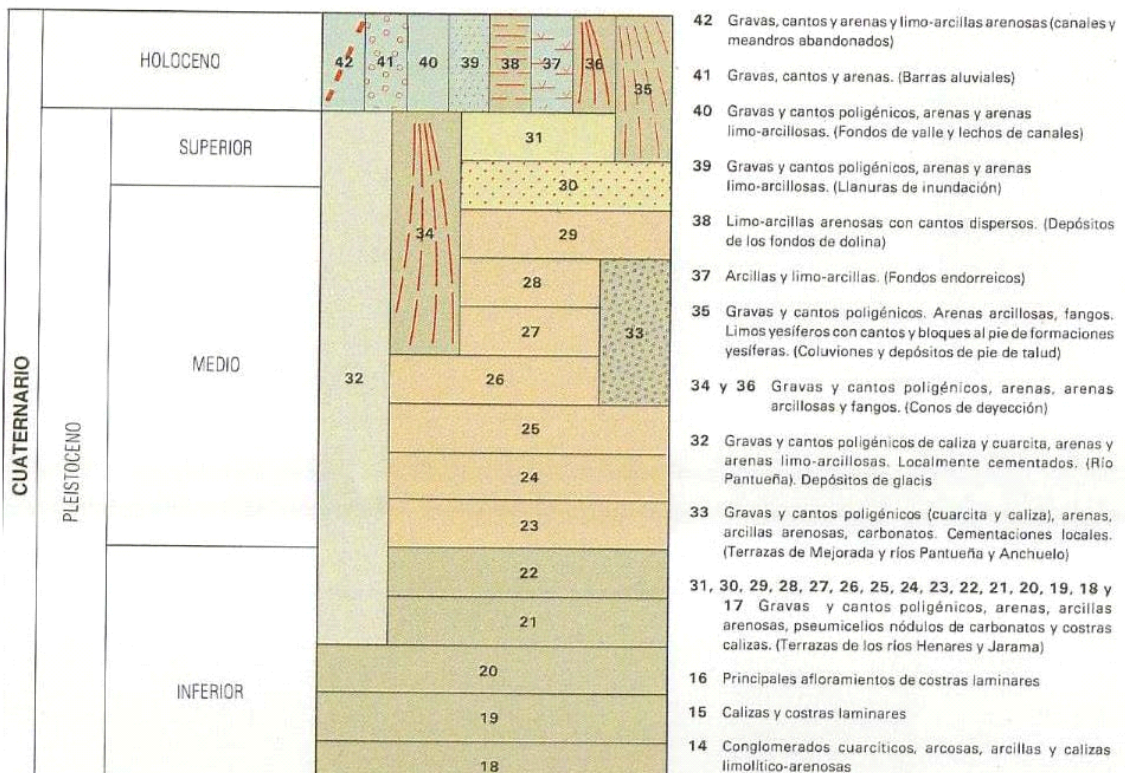 CUATERNARIO
HOLOCENO
PLEISTOCENO
SUPERIOR
MEDIO
INFERIOR
42 41 40 39 38 37 36 35
31
30
34 29
28
27 33
32 26
25
24
23
22
21
20
19
18
42 Gravas, cantos y arenas y limo-arcillas arenosas (canales y
meandros abandonados)
41 Gravas, cantos y arenas. (Barras aluviales)
40 Gravas y cantos poligénicos, arenas y arenas
limo-arcillosas. (Fondos de valle y lechos de canales)
39 Gravas y cantos poligénicos, arenas y arenas
limo-arcillosas. (Llanuras de inundación)
38 Limo-arcillas arenosas con cantos dispersos. (Depósitos
de los fondos de dolina)
37 Arcillas y limo-arcillas. (Fondos endorreicos)
35 Gravas y cantos poligénicos. Arenas arcillosas, fangos.
Limos yesíferos con cantos y bloques al pie de formaciones
yesíferas. (Coluviones y depósitos de pie de talud)
34 y 36 Gravas y cantos poligénicos, arenas, arenas
arcillosas y fangos. (Conos de deyección)
32 Gravas y cantos poligénicos de caliza y cuarcita, arenas y
arenas limo-arcillosas. Localmente cementados. (Río
Pantueña). Depósitos de glacis
33 Gravas y cantos poligénicos (cuarcita y caliza), arenas,
arcillas arenosas, carbonatos. Cementaciones locales.
(Terrazas de Mejorada y ríos Pantueña y Anchuelo)
31, 30, 29, 28, 27, 26, 25, 24, 23, 22, 21, 20, 19, 18 y
17 Gravas y cantos poligénicos, arenas, arcillas
arenosas, pseumicelios nódulos de carbonatos y costras
calizas. (Terrazas de los ríos Henares y Jarama)
16 Principales afloramientos de costras laminares
15 Calizas y costras laminares
14 Conglomerados cuarcíticos, arcosas, arcillas y calizas
limolítico-arenosas